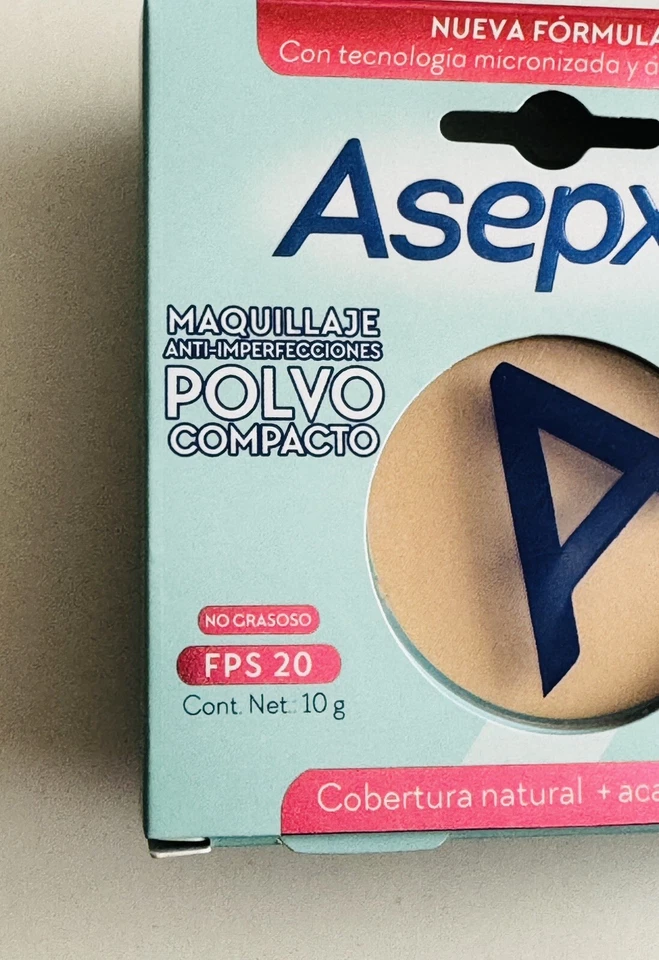 NUEVA FÓRMULA
Con tecnología micronizada y á
Asepx
MAQUILLAJE
ANTI-IMPERFECCIONES
POLVO
COMPACTO
A
NO GRASOSO
FPS 20
Cont. Net.: 10 g
Cobertura natural + aca